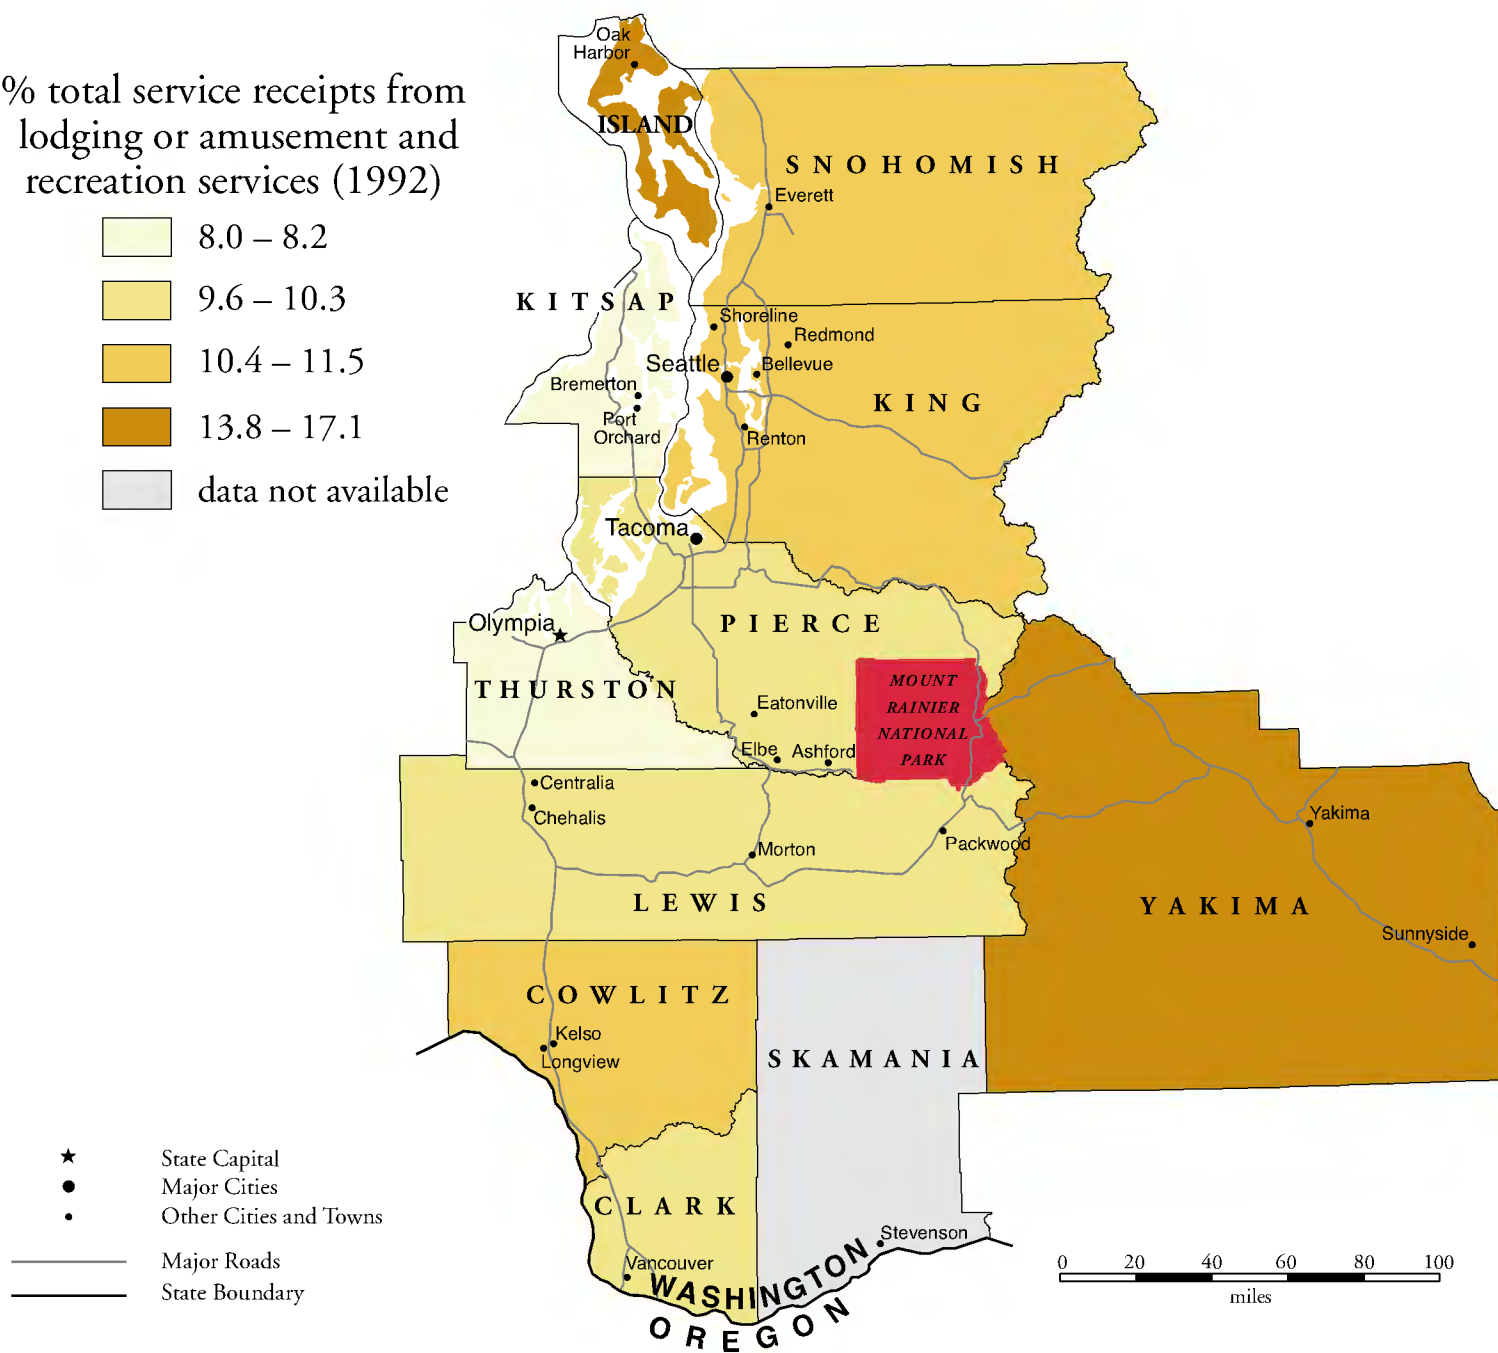 % total service receipts from
lodging or amusement and
recreation services (1992)
8.0 – 8.2
9.6 – 10.3
10.4 – 11.5
13.8 – 17.1
data not available
Oak
Harbor
ISLAND
SNOHOMISH
Everett
KITSAP
Shoreline
Redmond
Seattle
Bellevue
Bremerton
Port
Orchard
KING
Renton
Tacoma
Olympia
PIERCE
THURSTON
MOUNT
RAINIER
NATIONAL
PARK
Eatonville
Elbe
Ashford
Centralia
Chehalis
Morton
Packwood
LEWIS
Yakima
YAKIMA
Sunnyside
COWLITZ
Kelso
Longview
SKAMANIA
CLARK
Vancouver
Stevenson
WASHINGTON
OREGON
State Capital
Major Cities
Other Cities and Towns
Major Roads
State Boundary
0 20 40 60 80 100
miles